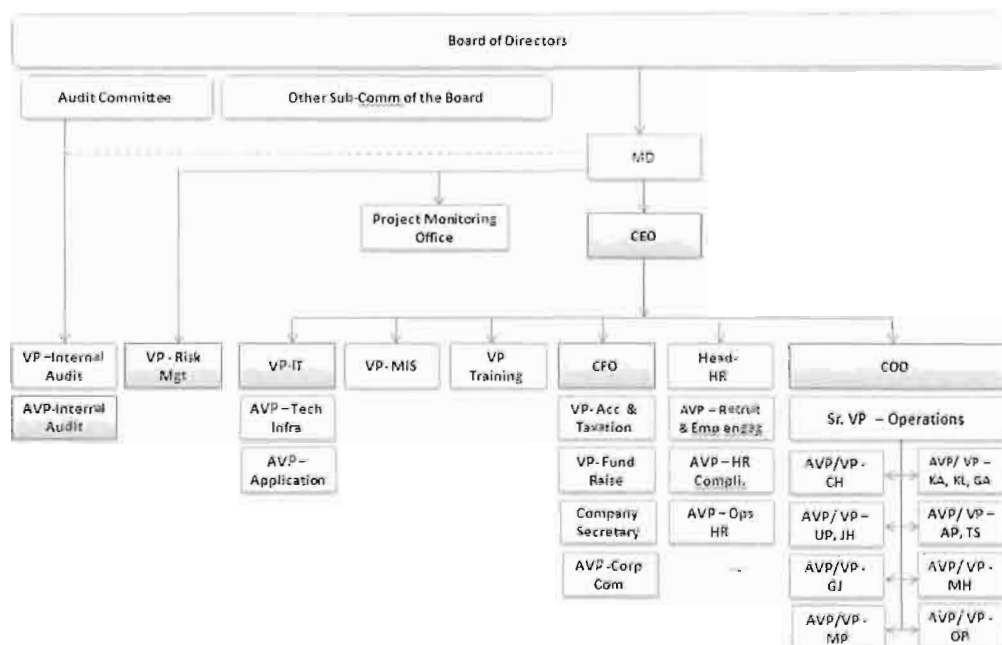 Board of Directors
Audit Committee
Other Sub-Comm of the Board
MD
Project Monitoring
Office
CEO
VP –Internal
Audit
VP - Risk
Mgt
VP-IT
VP- MIS
VP
Training
CFO
Head-
HR
COO
AVP-Internal
Audit
AVP – Tech
Infra
AVP –
Application
VP- Acc &
Taxation
VP- Fund
Raise
Company
Secretary
AVP -Corp
Com
AVP – Recruit
& Emp engag
AVP – HR
Compli.
AVP – Ops
HR
Sr. VP – Operations
AVP/VP -
CH
AVP/ VP –
KA, KL, GA
AVP/ VP –
UP, JH
AVP/ VP –
AP, TS
AVP/VP -
GJ
AVP/ VP -
MH
AVP/VP -
MP
AVP/ VP -